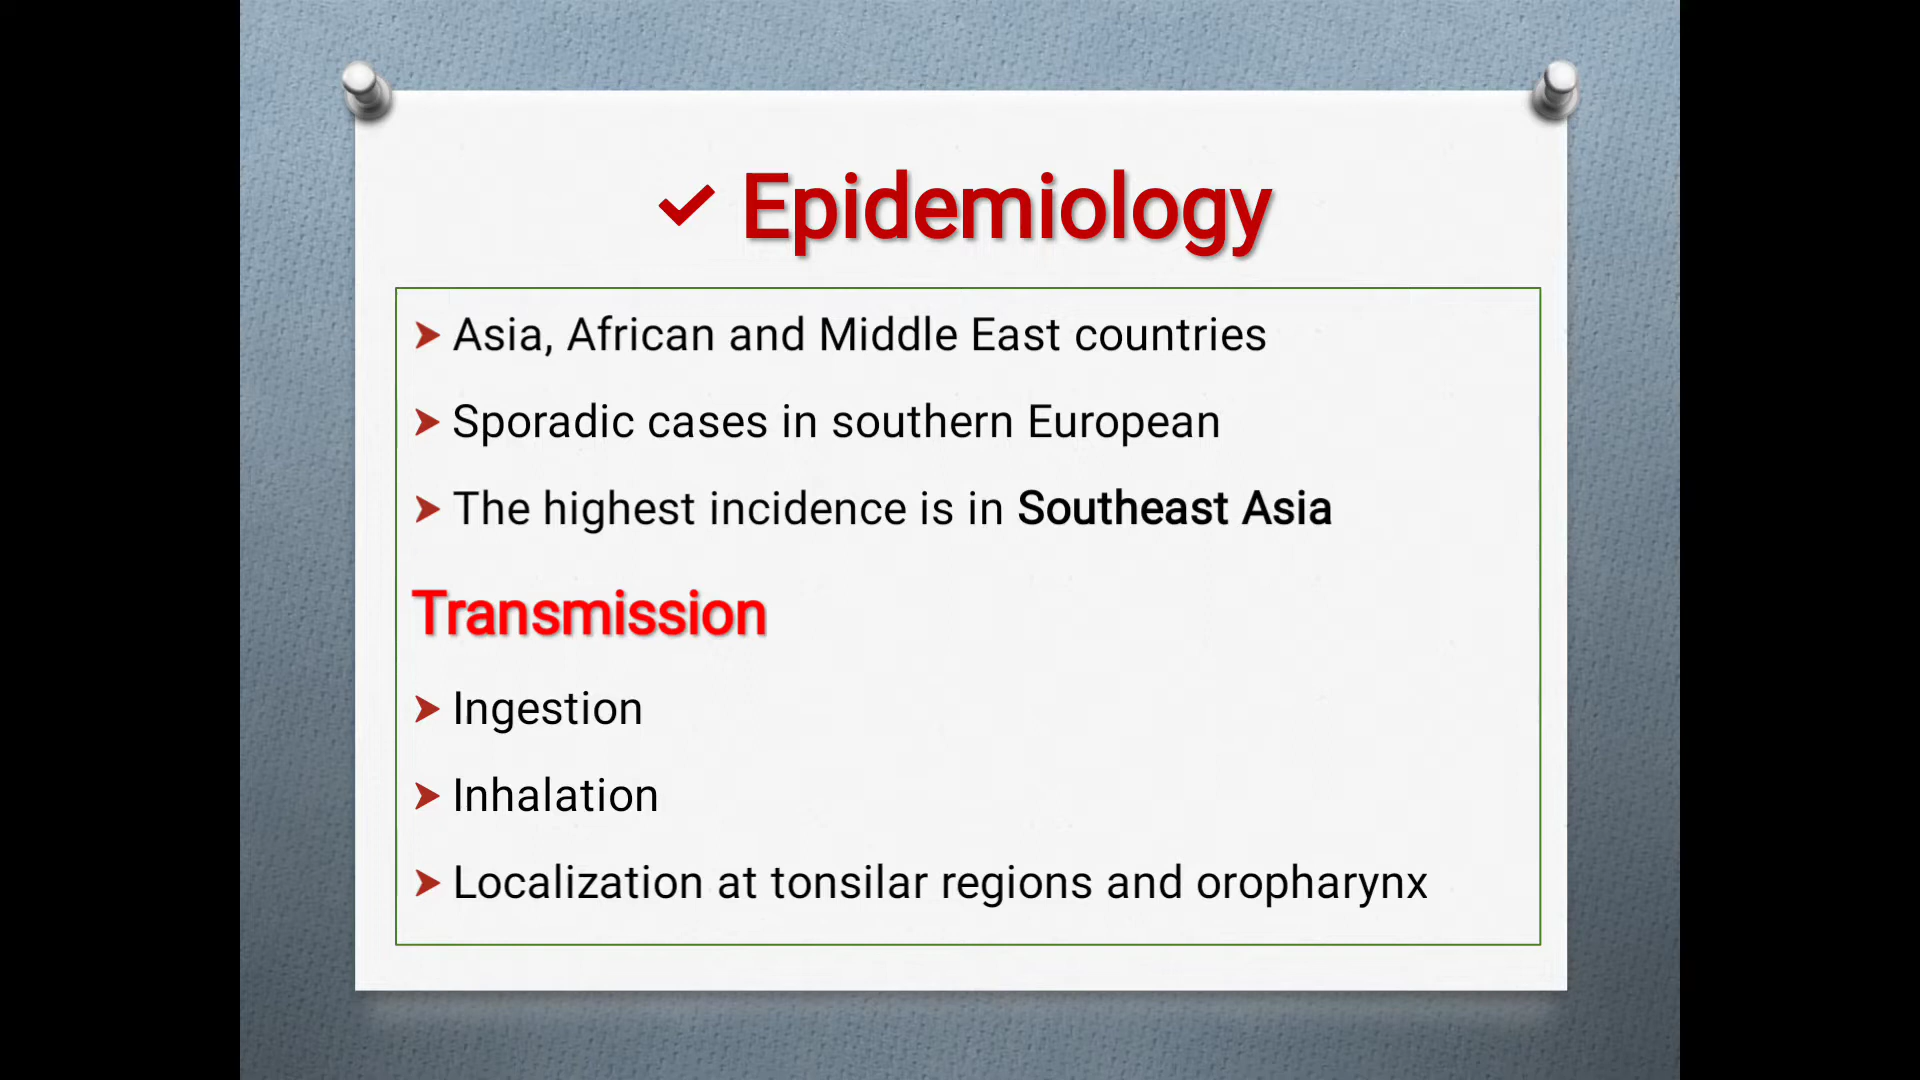 ✓ Epidemiology
➤ Asia, African and Middle East countries
➤ Sporadic cases in southern European
➤ The highest incidence is in Southeast Asia
Transmission
➤ Ingestion
➤ Inhalation
➤ Localization at tonsilar regions and oropharynx